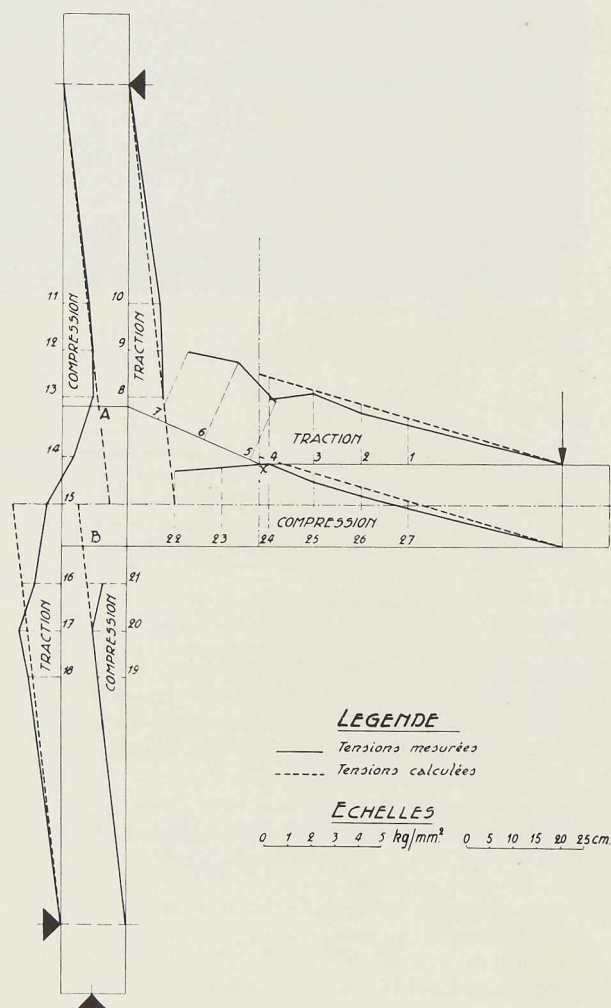 11
COMPRESSION
10
TRACTION
12
9
13
8
A
7
6
5
TRACTION
4
3
2
1
14
X
15
COMPRESSION
22
23
24
25
26
27
B
16
21
TRACTION
COMPRESSION
17
20
18
19
LEGENDE
Tensions mesurées
Tensions calculées
ECHELLES
0 1 2 3 4 5 kg/mm² 0 5 10 15 20 25 cm.